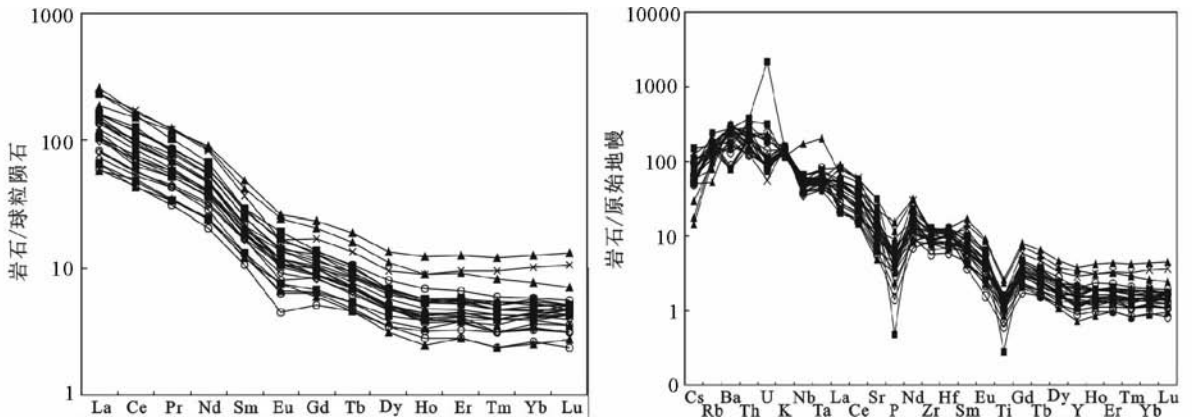 1000
100
10
1
岩石/球粒陨石
La Ce Pr Nd Sm Eu Gd Tb Dy Ho Er Tm Yb Lu
10000
1000
100
10
1
0
岩石/原始地幔
Cs Ba U Nb La Sr Nd Hf Eu Gd Dy Ho Tm Lu
Rb Th K Ta Ce P Zr Sm Ti Tb Y Er Yb